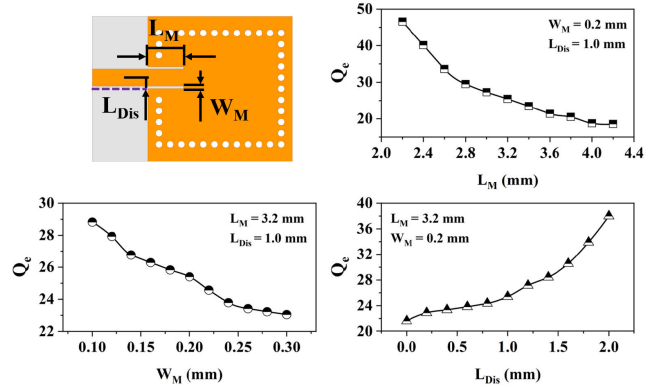 L_M
L_Dis
W_M
50
40
30
20
Q_e
W_M = 0.2 mm
L_Dis = 1.0 mm
2.0 2.4 2.8 3.2 3.6 4.0 4.4
L_M (mm)
30
28
26
24
22
Q_e
L_M = 3.2 mm
L_Dis = 1.0 mm
0.10 0.15 0.20 0.25 0.30
W_M (mm)
40
36
32
28
24
20
Q_e
L_M = 3.2 mm
W_M = 0.2 mm
0.0 0.5 1.0 1.5 2.0
L_Dis (mm)